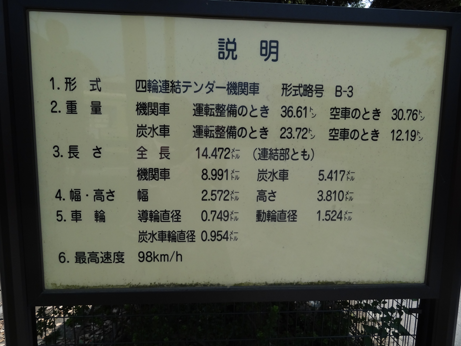 説明
1. 形式 四輪連結テンダー機関車 形式略号 B-3
2. 重量 機関車 運転整備のとき 36.61トン 空車のとき 30.76トン
炭水車 運転整備のとき 23.72トン 空車のとき 12.19トン
3. 長さ 全長 14.472メートル (連結部とも)
機関車 8.991メートル 炭水車 5.417メートル
4. 幅・高さ 幅 2.572メートル 高さ 3.810メートル
5. 車輪 導輪直径 0.749メートル 動輪直径 1.524メートル
炭水車輪直径 0.954メートル
6. 最高速度 98km/h